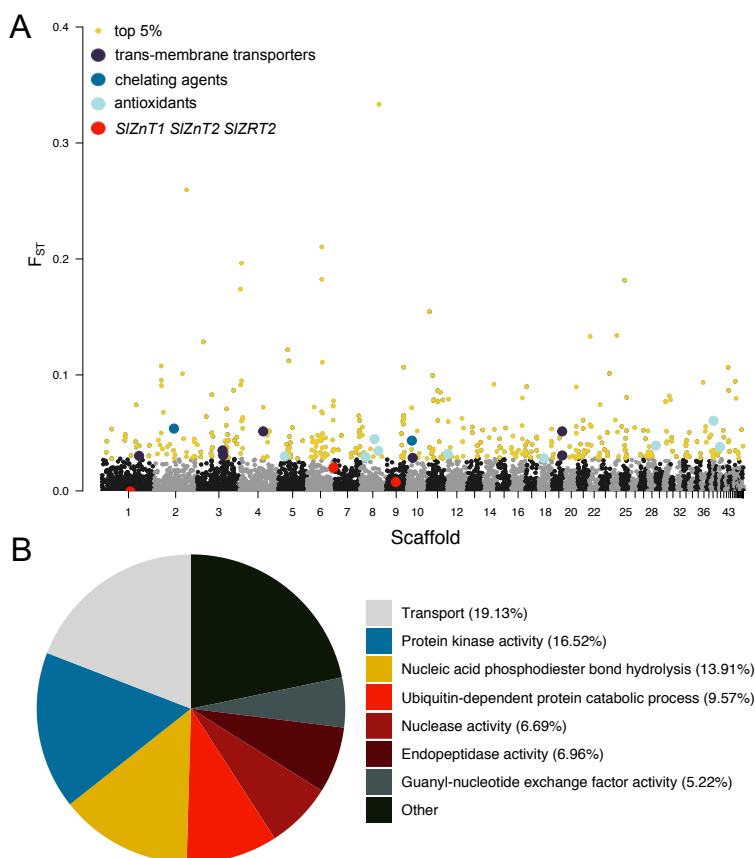 A
top 5%
trans-membrane transporters
chelating agents
antioxidants
SlZnT1 SlZnT2 SlZRT2
0.4
0.3
0.2
0.1
0.0
FST
1 2 3 4 5 6 7 8 9 10 12 14 16 18 20 22 25 28 32 36 43
Scaffold
B
Transport (19.13%)
Protein kinase activity (16.52%)
Nucleic acid phosphodiester bond hydrolysis (13.91%)
Ubiquitin-dependent protein catabolic process (9.57%)
Nuclease activity (6.69%)
Endopeptidase activity (6.96%)
Guanyl-nucleotide exchange factor activity (5.22%)
Other